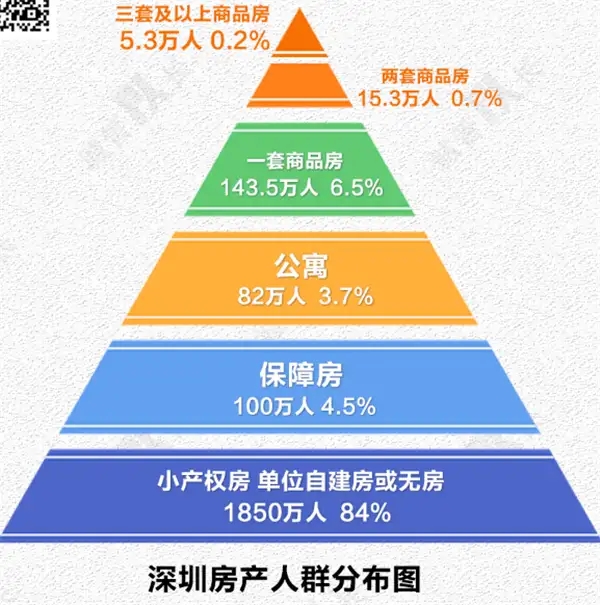 三套及以上商品房
5.3万人 0.2%
两套商品房
15.3万人 0.7%
一套商品房
143.5万人 6.5%
公寓
82万人 3.7%
保障房
100万人 4.5%
小产权房 单位自建房或无房
1850万人 84%
深圳房产人群分布图